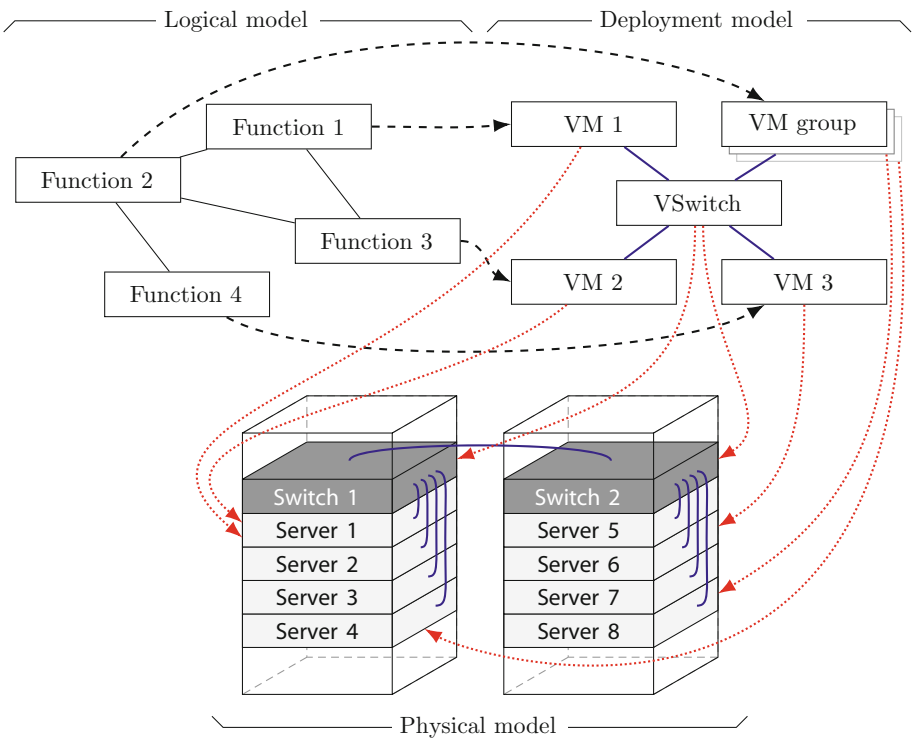 Logical model
Deployment model
Function 1
VM 1
VM group
Function 2
VSwitch
Function 3
VM 2
VM 3
Function 4
Switch 1
Server 1
Server 2
Server 3
Server 4
Switch 2
Server 5
Server 6
Server 7
Server 8
Physical model